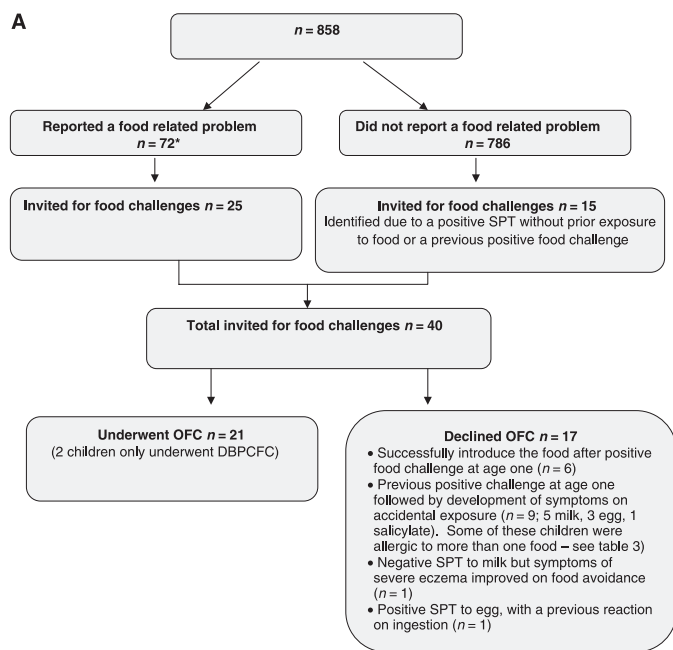 A
n = 858
Reported a food related problem
n = 72*
Did not report a food related problem
n = 786
Invited for food challenges n = 25
Invited for food challenges n = 15
Identified due to a positive SPT without prior exposure
to food or a previous positive food challenge
Total invited for food challenges n = 40
Underwent OFC n = 21
(2 children only underwent DBPCFC)
Declined OFC n = 17
• Successfully introduce the food after positive
food challenge at age one (n = 6)
• Previous positive challenge at age one
followed by development of symptoms on
accidental exposure (n = 9; 5 milk, 3 egg, 1
salicylate). Some of these children were
allergic to more than one food – see table 3)
• Negative SPT to milk but symptoms of
severe eczema improved on food avoidance
(n = 1)
• Positive SPT to egg, with a previous reaction
on ingestion (n = 1)